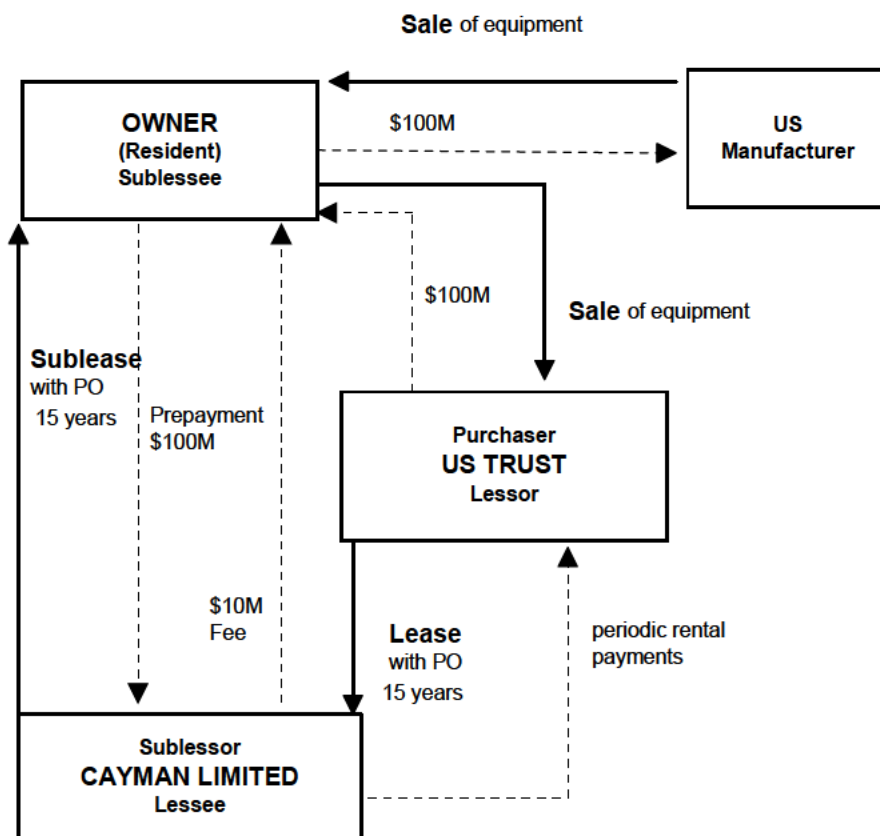 Sale of equipment
OWNER
(Resident)
Sublessee
$100M
US
Manufacturer
$100M
Sale of equipment
Sublease
with PO
15 years
Prepayment
$100M
Purchaser
US TRUST
Lessor
$10M
Fee
Lease
with PO
15 years
periodic rental
payments
Sublessor
CAYMAN LIMITED
Lessee